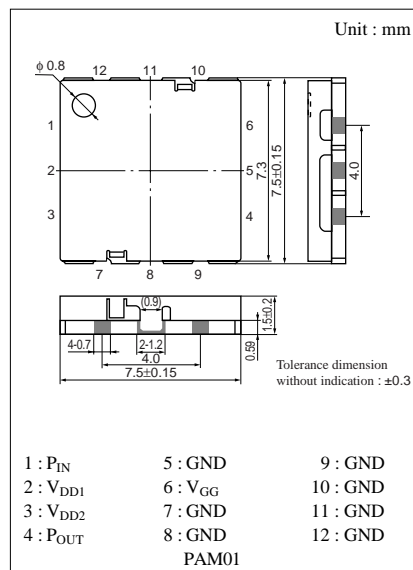 Unit : mm
φ 0.8
12 11 10
1
6
2
5
3
4
7 8 9
7.3
7.5±0.15
4.0
(0.9)
4-0.7
2-1.2
4.0
7.5±0.15
0.59
1.5±0.2
Tolerance dimension
without indication : ±0.3
1 : PIN 5 : GND 9 : GND
2 : VDD1 6 : VGG 10 : GND
3 : VDD2 7 : GND 11 : GND
4 : POUT 8 : GND 12 : GND
PAM01